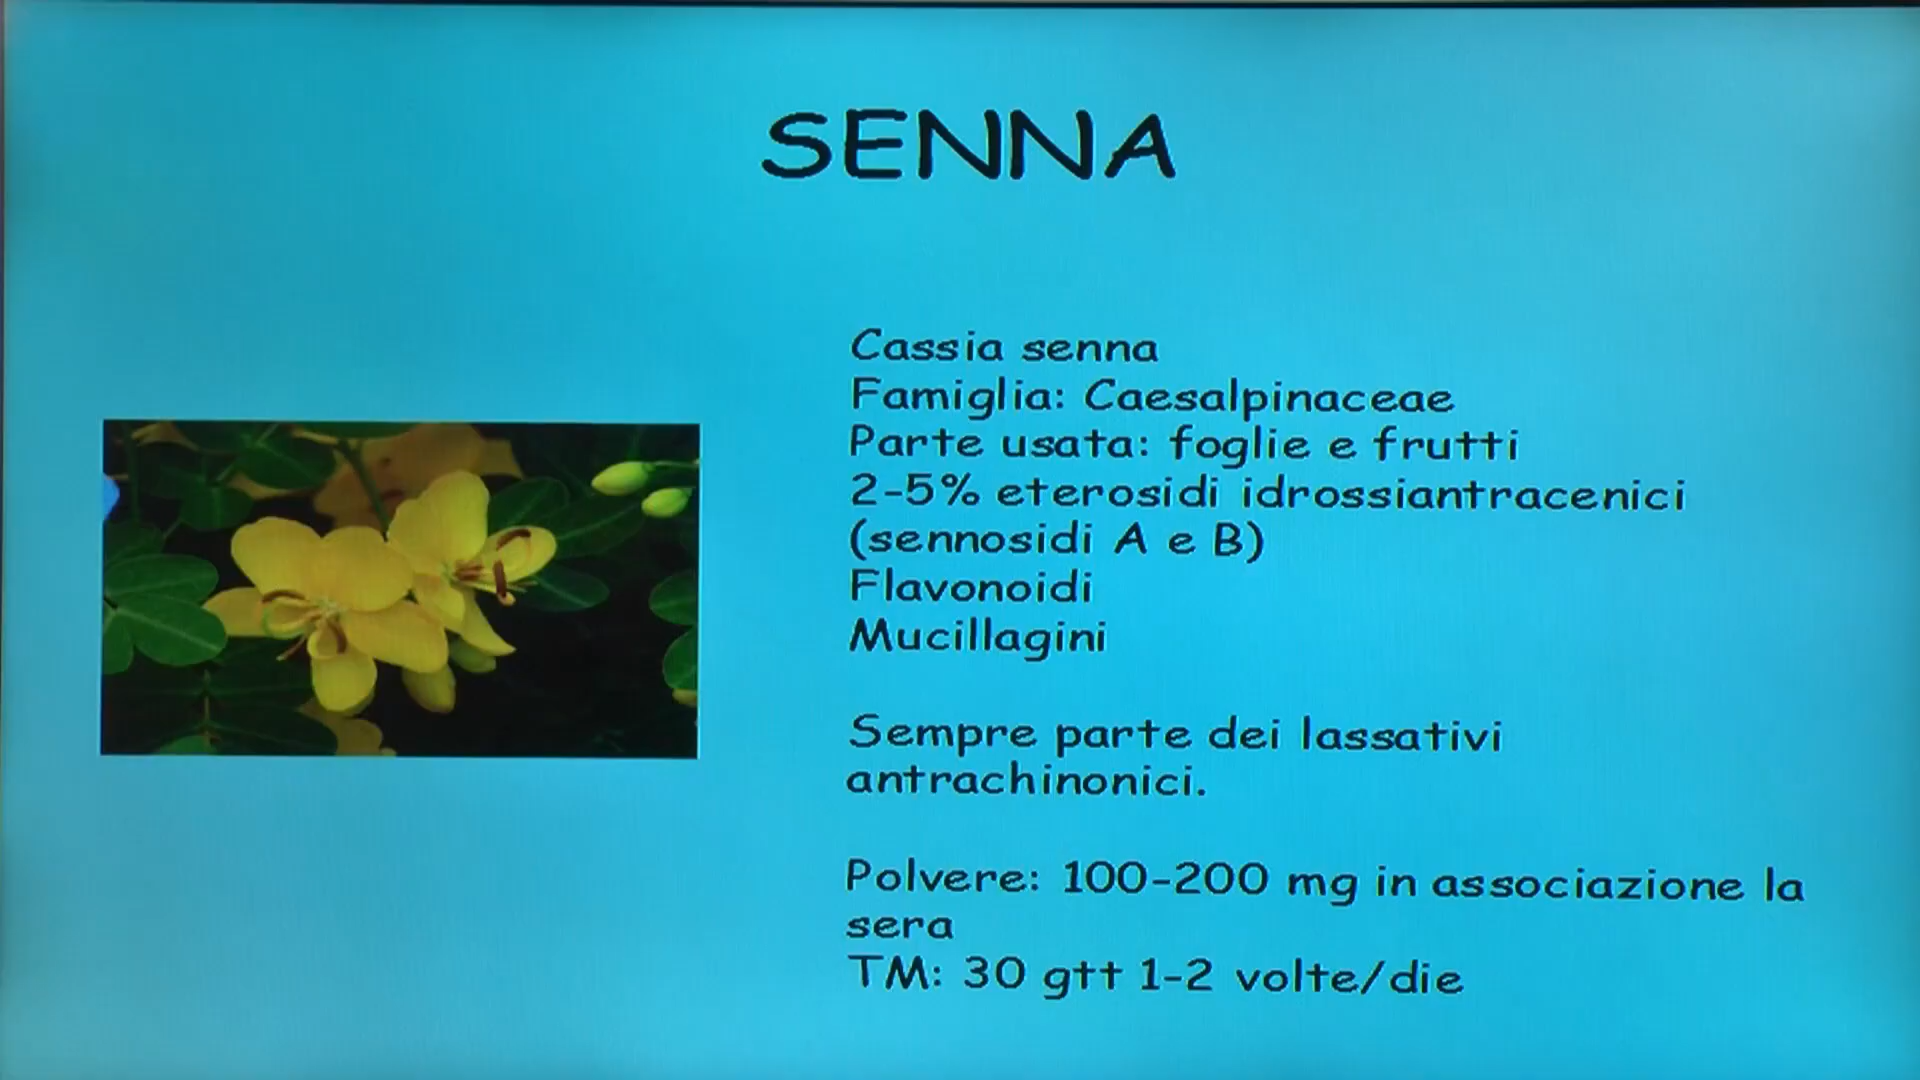 SENNA
Cassia senna
Famiglia: Caesalpinaceae
Parte usata: foglie e frutti
2-5% eterosidi idrossiantracenici
(sennosidi A e B)
Flavonoidi
Mucillagini
Sempre parte dei lassativi
antrachinonici.
Polvere: 100-200 mg in associazione la
sera
TM: 30 gtt 1-2 volte/die